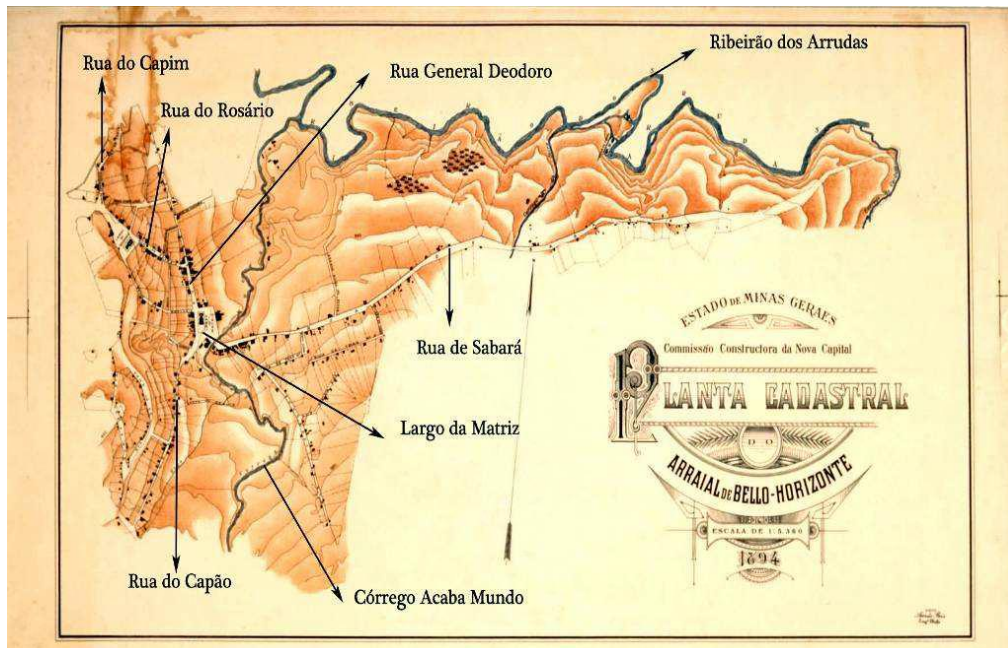 Ribeirão dos Arrudas
Rua do Capim
Rua General Deodoro
Rua do Rosário
ESTADO DE MINAS GERAES
Commissão Constructora da Nova Capital
Rua de Sabará
PLANTA CADASTRAL
DO
Largo da Matriz
ARRAIAL DE BELLO-HORIZONTE
ESCALA DE
1894
Rua do Capão
Córrego Acaba Mundo